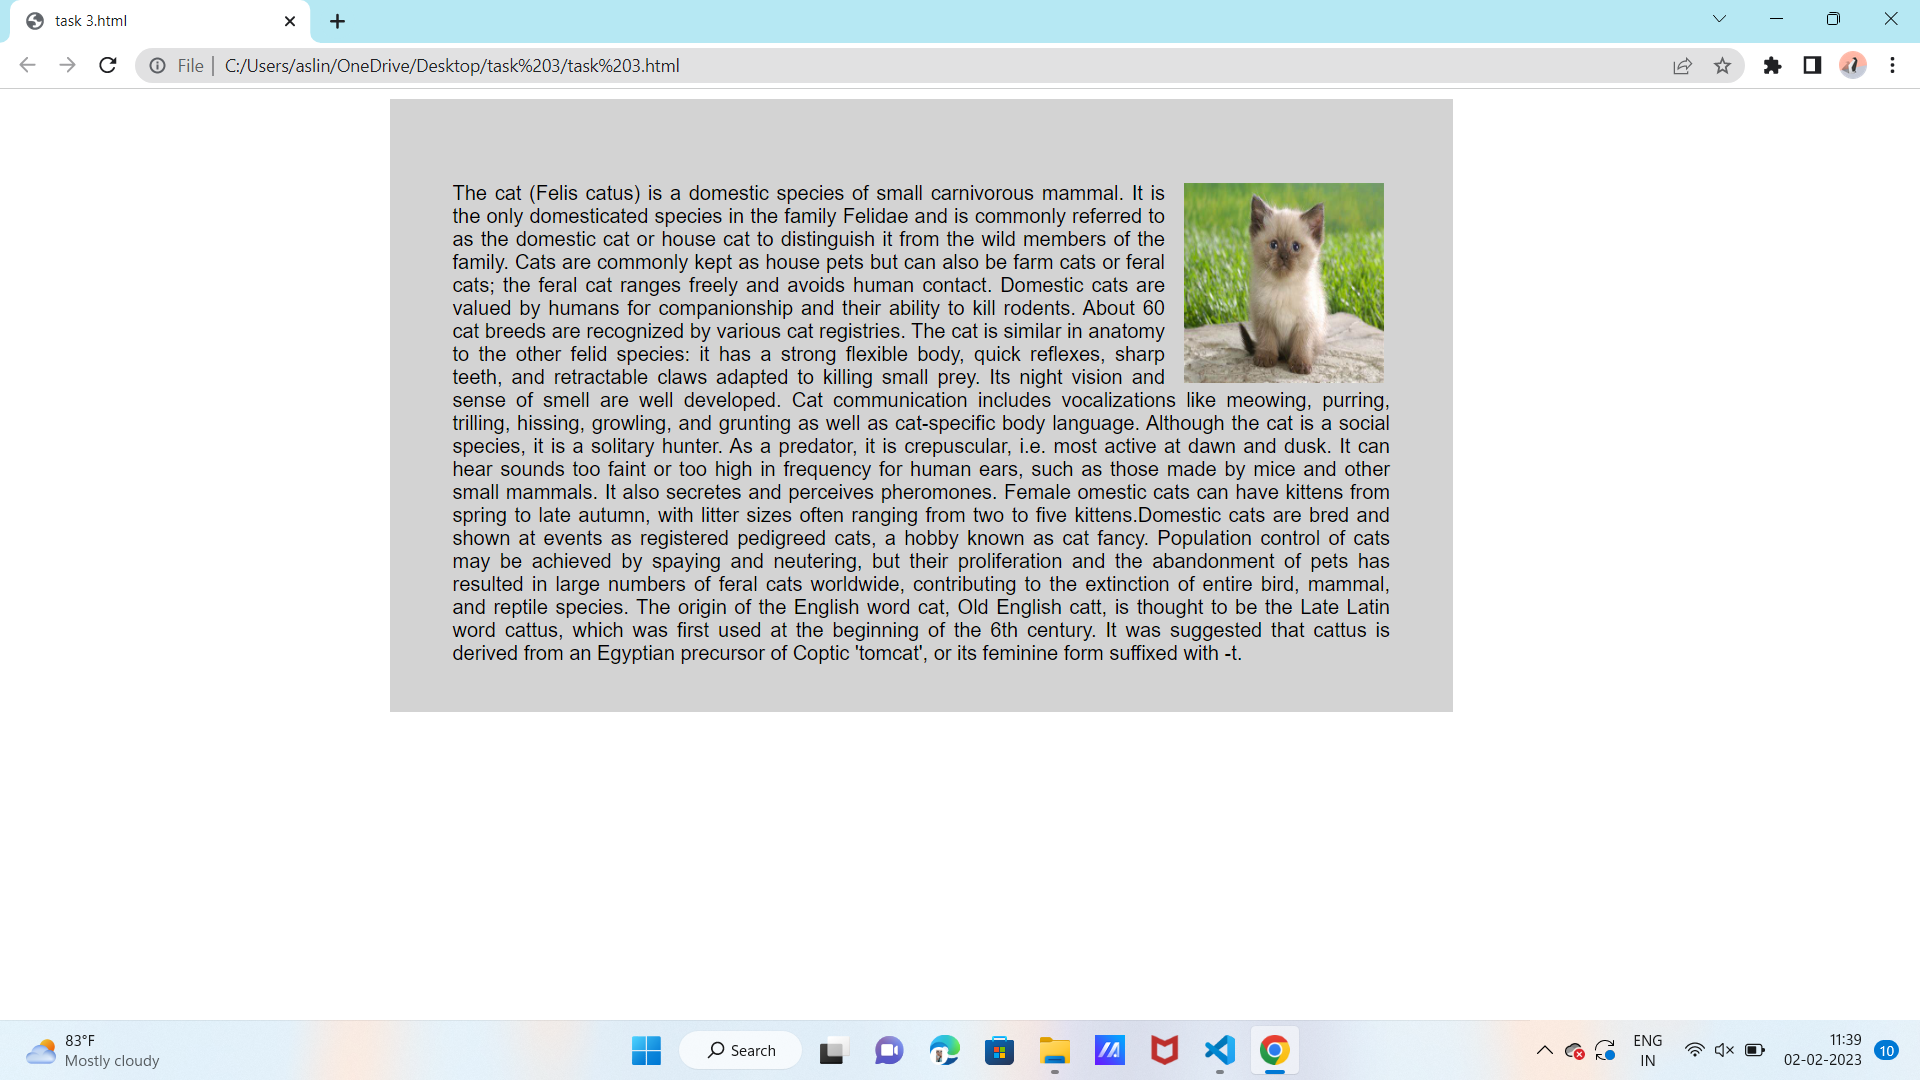 task 3.html
File
C:/Users/aslin/OneDrive/Desktop/task%203/task%203.html
The cat (Felis catus) is a domestic species of small carnivorous mammal. It is
the only domesticated species in the family Felidae and is commonly referred to
as the domestic cat or house cat to distinguish it from the wild members of the
family. Cats are commonly kept as house pets but can also be farm cats or feral
cats; the feral cat ranges freely and avoids human contact. Domestic cats are
valued by humans for companionship and their ability to kill rodents. About 60
cat breeds are recognized by various cat registries. The cat is similar in anatomy
to the other felid species: it has a strong flexible body, quick reflexes, sharp
teeth, and retractable claws adapted to killing small prey. Its night vision and
sense of smell are well developed. Cat communication includes vocalizations like meowing, purring,
trilling, hissing, growling, and grunting as well as cat-specific body language. Although the cat is a social
species, it is a solitary hunter. As a predator, it is crepuscular, i.e. most active at dawn and dusk. It can
hear sounds too faint or too high in frequency for human ears, such as those made by mice and other
small mammals. It also secretes and perceives pheromones. Female omestic cats can have kittens from
spring to late autumn, with litter sizes often ranging from two to five kittens.Domestic cats are bred and
shown at events as registered pedigreed cats, a hobby known as cat fancy. Population control of cats
may be achieved by spaying and neutering, but their proliferation and the abandonment of pets has
resulted in large numbers of feral cats worldwide, contributing to the extinction of entire bird, mammal,
and reptile species. The origin of the English word cat, Old English catt, is thought to be the Late Latin
word cattus, which was first used at the beginning of the 6th century. It was suggested that cattus is
derived from an Egyptian precursor of Coptic 'tomcat', or its feminine form suffixed with -t.
83°F
Mostly cloudy
Search
ENG
IN
11:39
02-02-2023
10